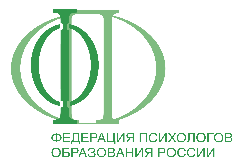 ФЕДЕРАЦИЯ ПСИХОЛОГОВ
ОБРАЗОВАНИЯ РОССИИ